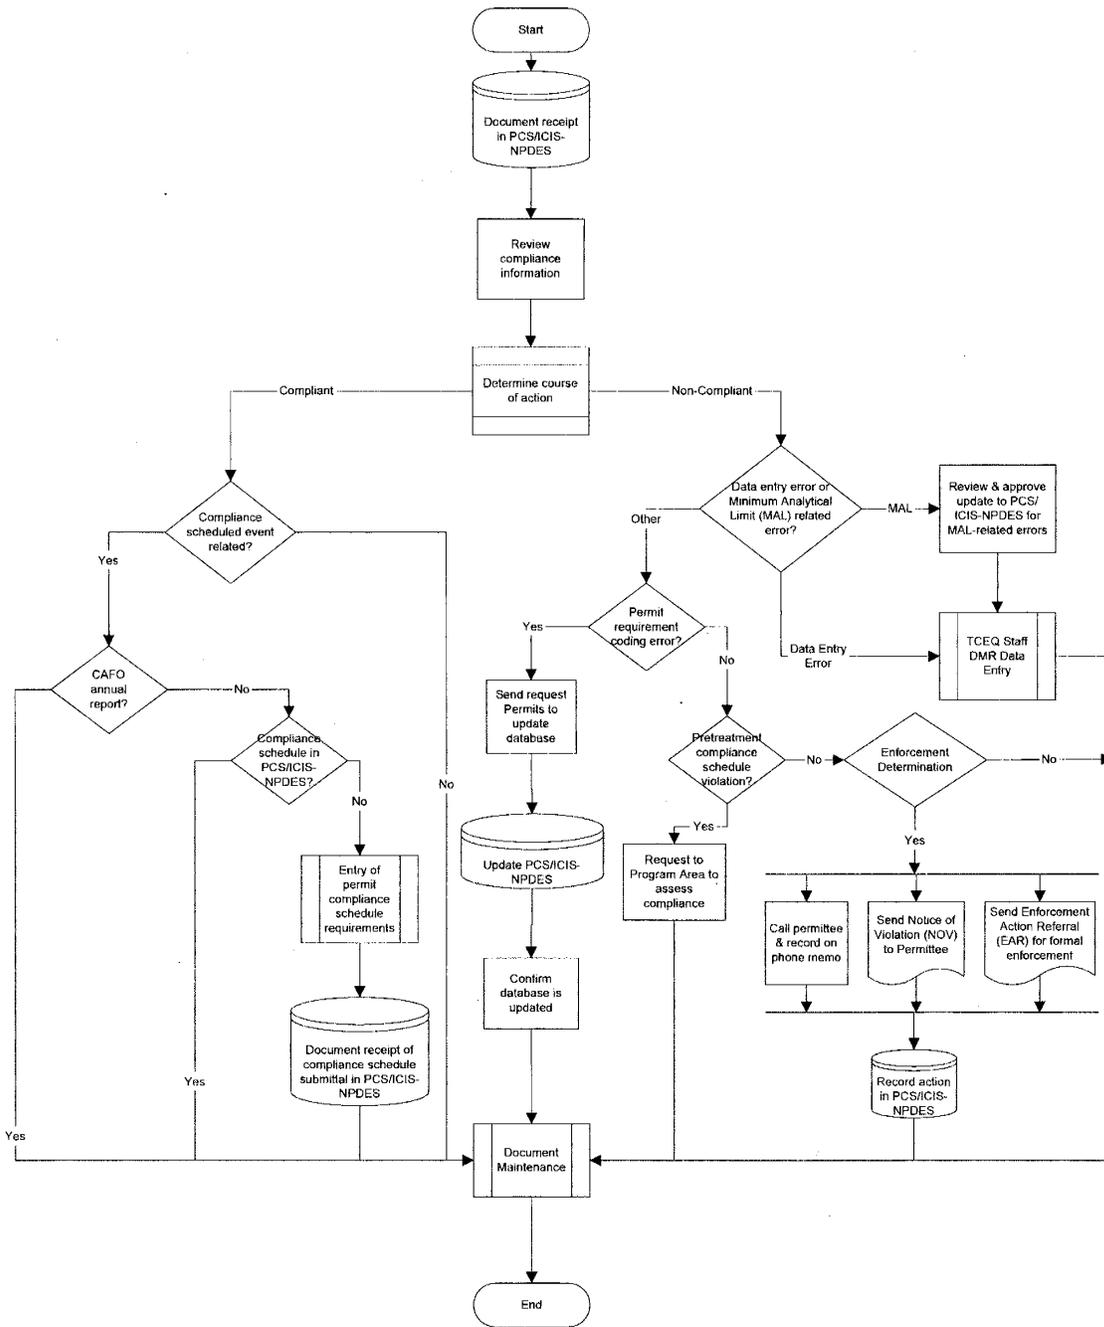 Start
Document receipt
in PCS/ICIS-
NPDES
Review
compliance
information
Determine course
of action
Compliant
Non-Compliant
Compliance
scheduled event
related?
Yes
No
CAFO
annual
report?
Yes
No
Compliance
schedule in
PCS/ICIS-
NPDES?
Yes
No
Entry of
permit
compliance
schedule
requirements
Document receipt of
compliance schedule
submittal in PCS/ICIS-
NPDES
Data entry error or
Minimum Analytical
Limit (MAL) related
error?
Other
MAL
Data Entry
Error
Review & approve
update to PCS/
ICIS-NPDES for
MAL-related errors
TCEQ Staff
DMR Data
Entry
Permit
requirement
coding error?
Yes
No
Send request
Permits to
update
database
Update PCS/ICIS-
NPDES
Confirm
database is
updated
Pretreatment
compliance
schedule
violation?
Yes
No
Request to
Program Area to
assess
compliance
Enforcement
Determination
No
Yes
Call permittee
& record on
phone memo
Send Notice of
Violation (NOV)
to Permittee
Send Enforcement
Action Referral
(EAR) for formal
enforcement
Record action
in PCS/ICIS-
NPDES
Document
Maintenance
End